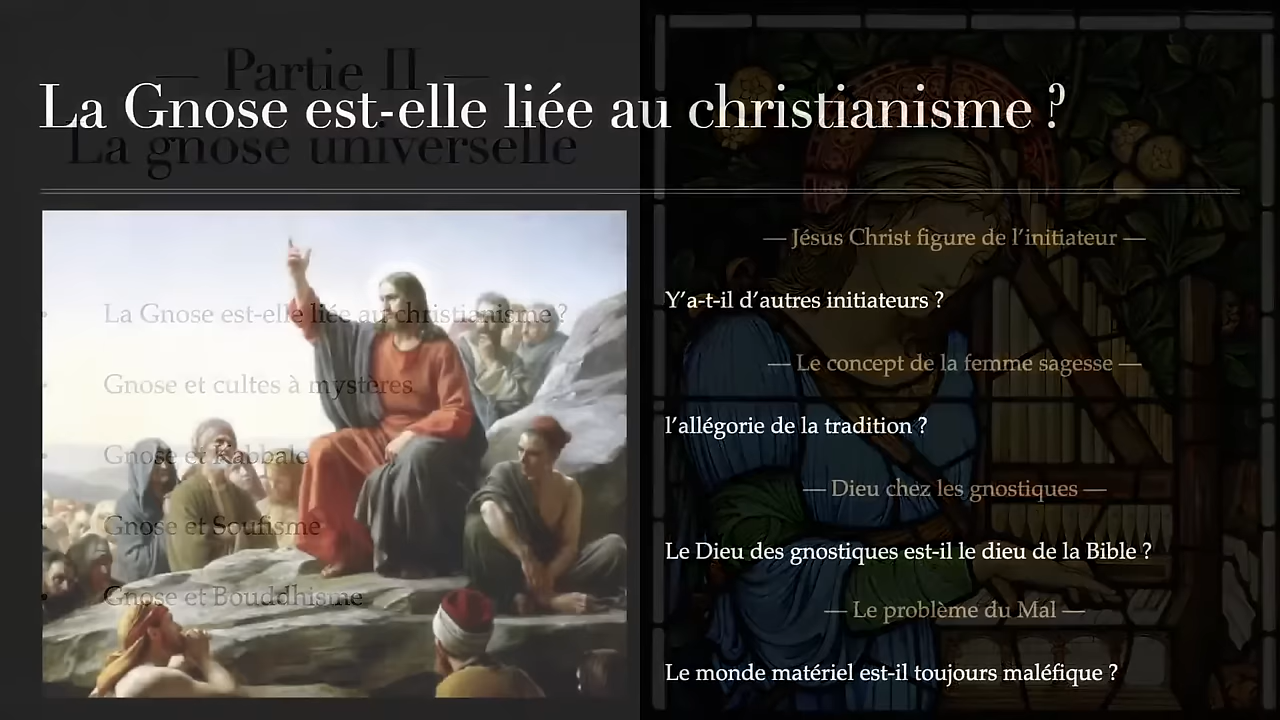 — Partie II —
La Gnose est-elle liée au christianisme ?
La gnose universelle
La Gnose est-elle liée au christianisme ?
Gnose et cultes à mystères
Gnose et Kabbale
Gnose et Soufisme
Gnose et Bouddhisme
— Jésus Christ figure de l'initiateur —
Y'a-t-il d'autres initiateurs ?
— Le concept de la femme sagesse —
l'allégorie de la tradition ?
— Dieu chez les gnostiques —
Le Dieu des gnostiques est-il le dieu de la Bible ?
— Le problème du Mal —
Le monde matériel est-il toujours maléfique ?